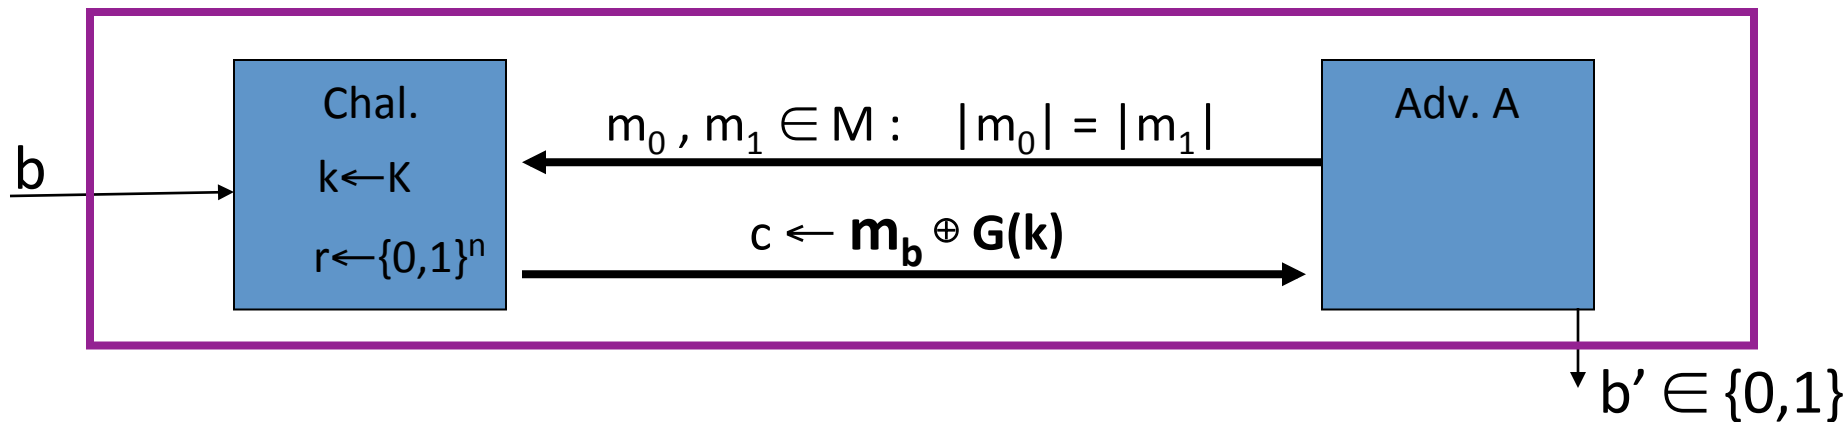 Chal.
k←K
r←{0,1}ⁿ
b
m₀ , m₁ ∈ M :    |m₀| = |m₁|
c ← m_b ⊕ G(k)
Adv. A
b’ ∈ {0,1}